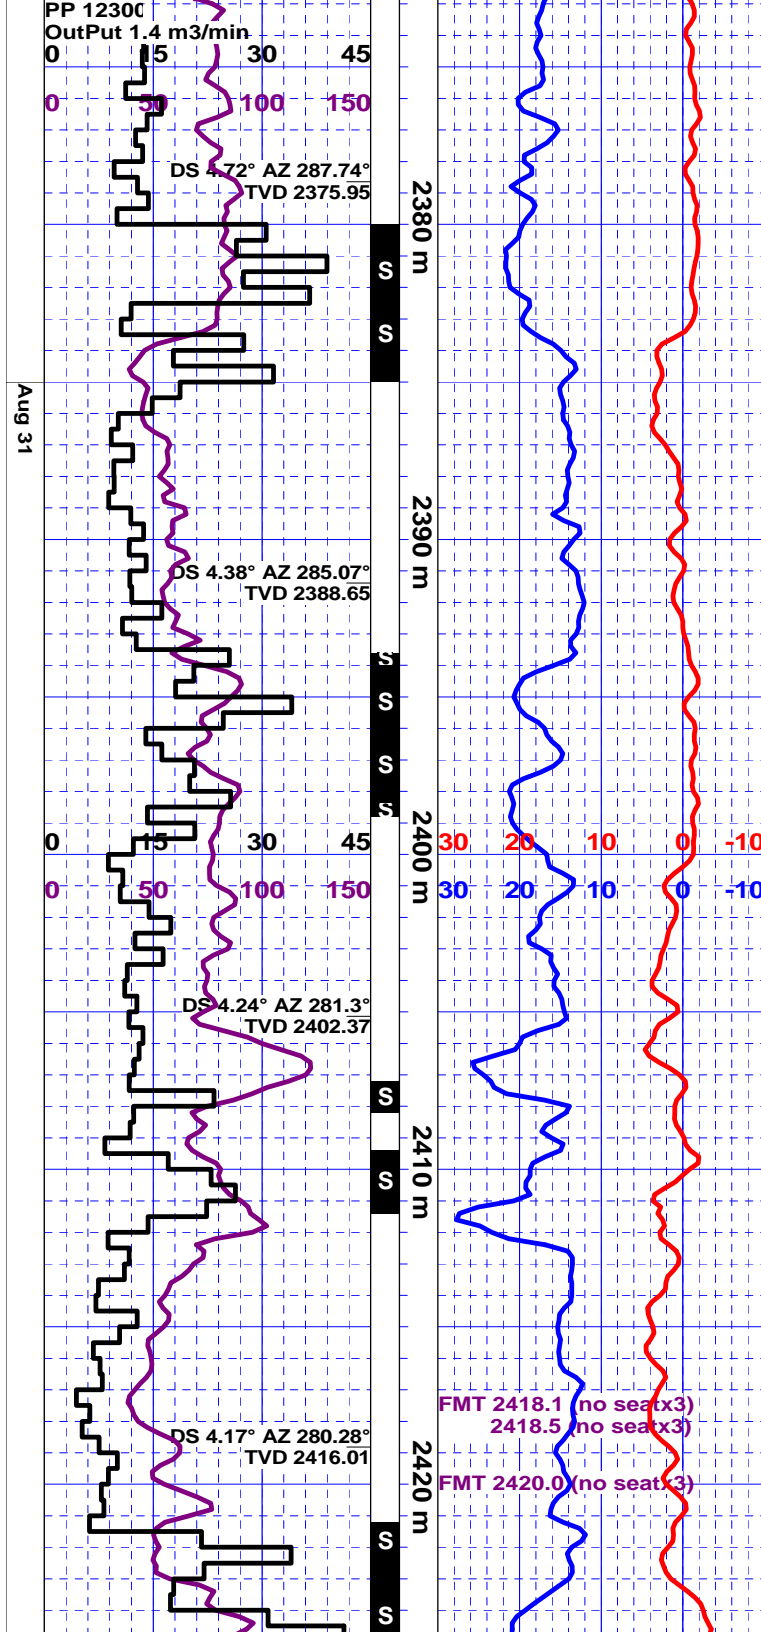 PP 12300
OutPut 1.4 m3/min
0 15 30 45
0 50 100 150
DS 4.72° AZ 287.74°
TVD 2375.95
2380 m
S
S
Aug 31
2390 m
DS 4.38° AZ 285.07°
TVD 2388.65
S
S
S
S
0 15 30 45
30 20 10 0 -10
2400 m
0 50 100 150
30 20 10 0 -10
DS 4.24° AZ 281.3°
TVD 2402.37
S
2410 m
S
FMT 2418.1 (no seatx3)
2418.5 (no seatx3)
DS 4.17° AZ 280.28°
TVD 2416.01
FMT 2420.0 (no seatx3)
2420 m
S
S